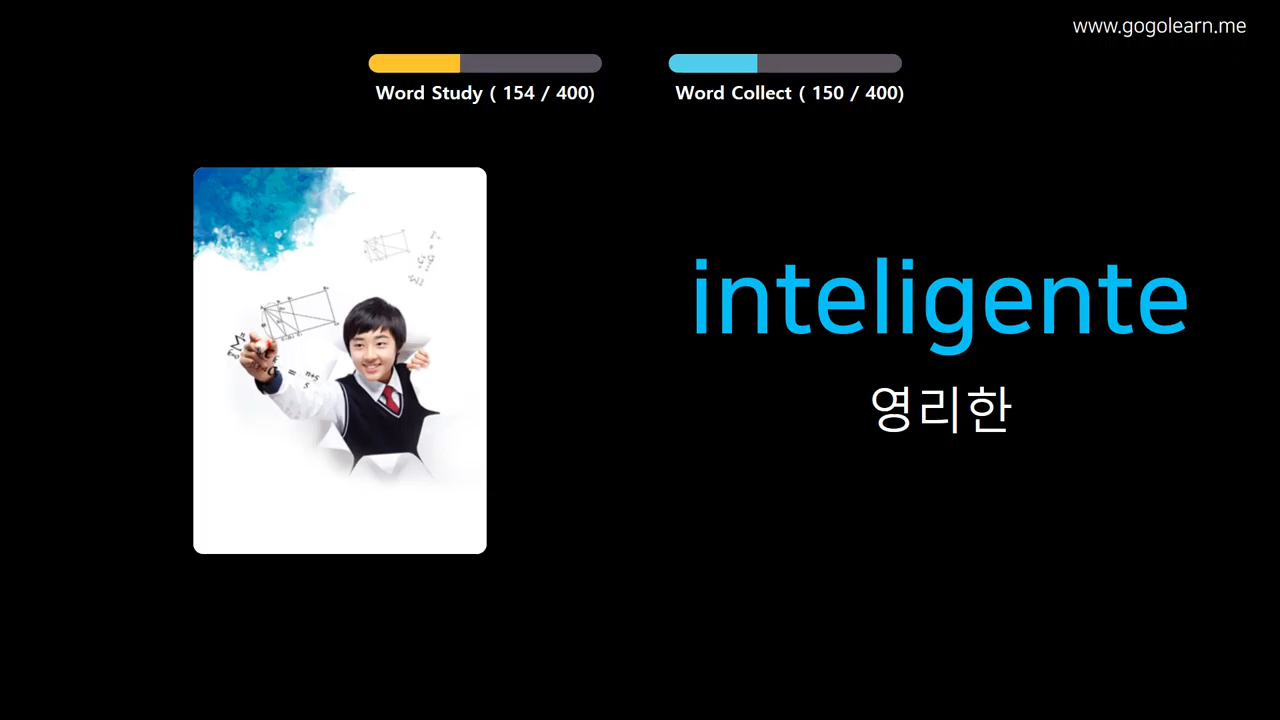 www.gogolearn.me
Word Study ( 154 / 400)
Word Collect ( 150 / 400)
inteligente
영리한